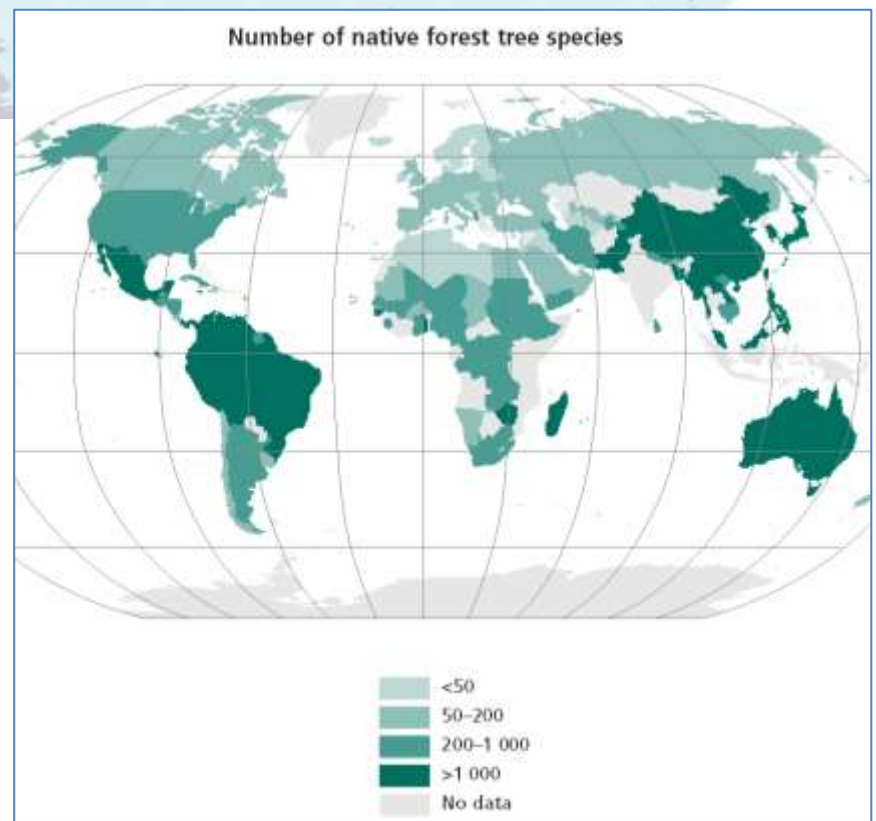 Number of native forest tree species
<50
50–200
200–1 000
>1 000
No data